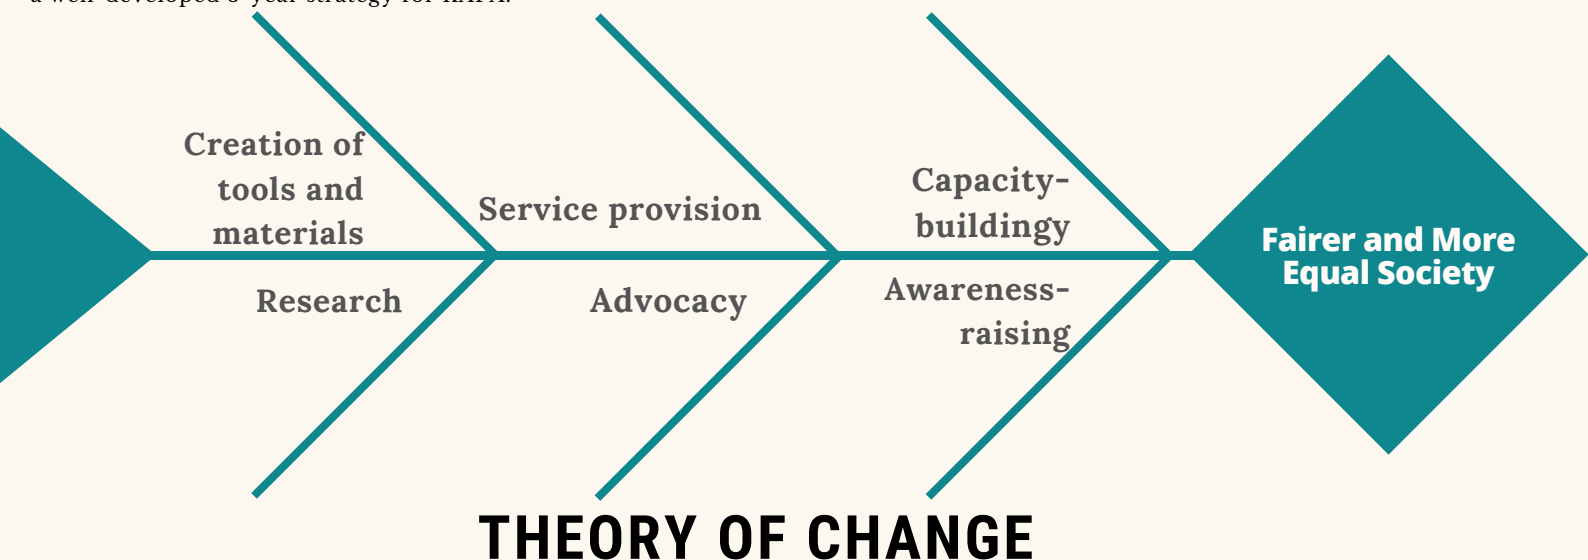 Creation of
tools and
materials
Service provision
Capacity-
buildingy
Research
Advocacy
Awareness-
raising
Fairer and More
Equal Society
THEORY OF CHANGE